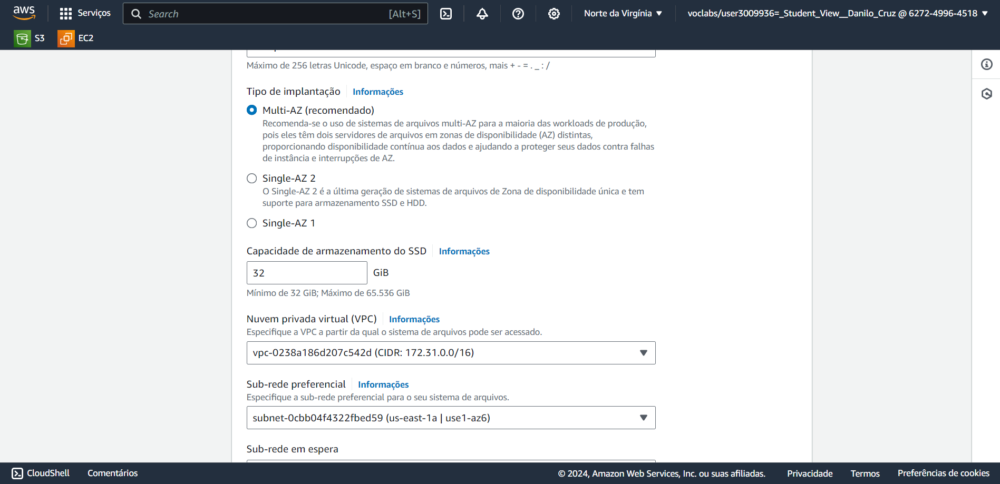 aws
Serviços
Search
[Alt+S]
Norte da Virgínia
voclabs/user3009936=_Student_View__Danilo_Cruz @ 6272-4996-4518
S3
EC2
Máximo de 256 letras Unicode, espaço em branco e números, mais + - = . _ : /
Tipo de implantação
Informações
Multi-AZ (recomendado)
Recomenda-se o uso de sistemas de arquivos multi-AZ para a maioria das workloads de produção,
pois eles têm dois servidores de arquivos em zonas de disponibilidade (AZ) distintas,
proporcionando disponibilidade contínua aos dados e ajudando a proteger seus dados contra falhas
de instância e interrupções de AZ.
Single-AZ 2
O Single-AZ 2 é a última geração de sistemas de arquivos de Zona de disponibilidade única e tem
suporte para armazenamento SSD e HDD.
Single-AZ 1
Capacidade de armazenamento do SSD
Informações
32
GiB
Mínimo de 32 GiB; Máximo de 65.536 GiB
Nuvem privada virtual (VPC)
Informações
Especifique a VPC a partir da qual o sistema de arquivos pode ser acessado.
vpc-0238a186d207c542d (CIDR: 172.31.0.0/16)
Sub-rede preferencial
Informações
Especifique a sub-rede preferencial para o seu sistema de arquivos.
subnet-0cbb04f4322fbed59 (us-east-1a | use1-az6)
Sub-rede em espera
CloudShell
Comentários
© 2024, Amazon Web Services, Inc. ou suas afiliadas.
Privacidade
Termos
Preferências de cookies